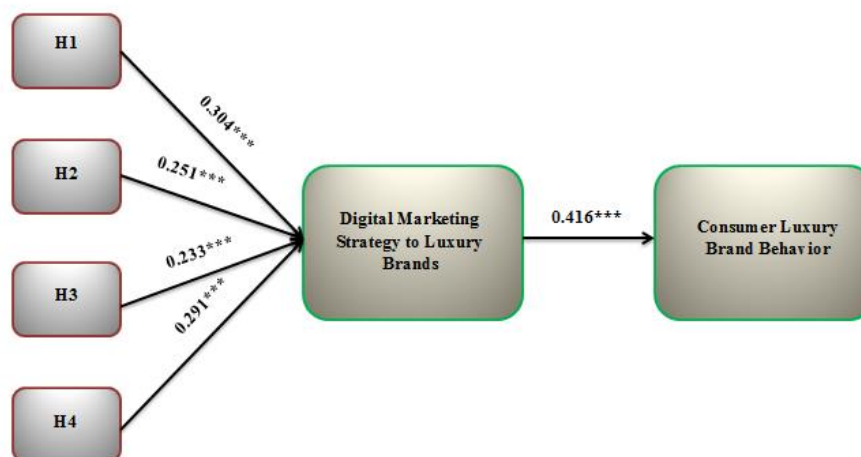 H1
0.304***
H2
0.251***
Digital Marketing
Strategy to Luxury
Brands
0.416***
Consumer Luxury
Brand Behavior
0.233***
H3
0.291***
H4